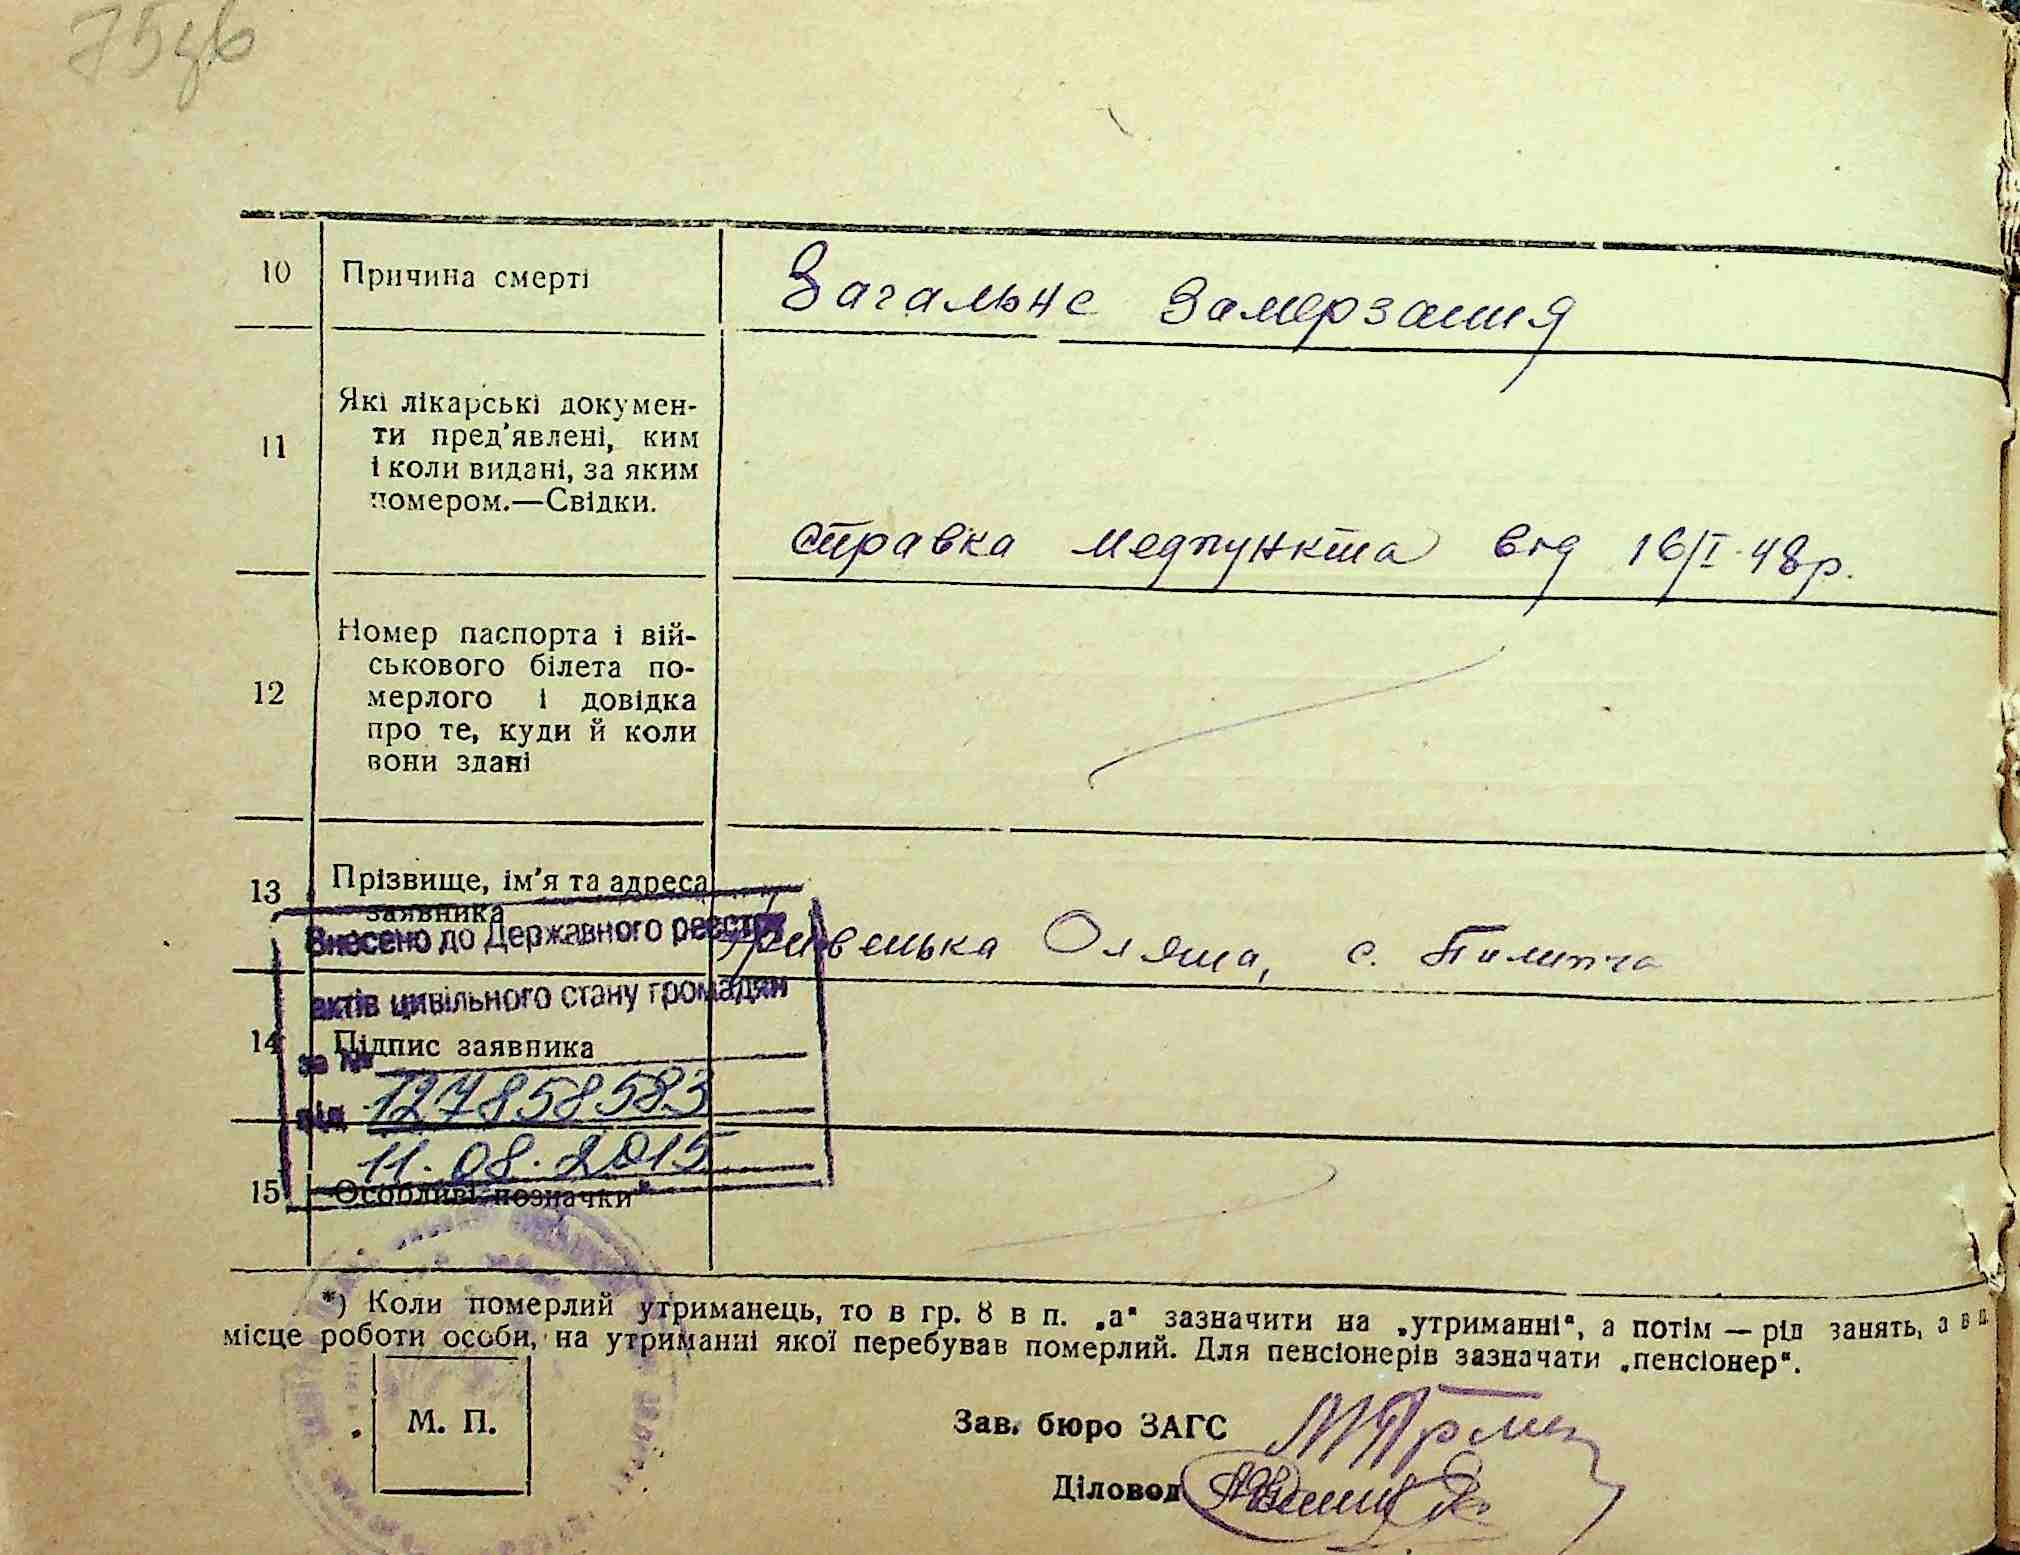 10 Причина смерті Загальне Замерзання
11 Які лікарські докумен-
ти пред'явлені, ким
і коли видані, за яким
номером.—Свідки.
справка медпункта від 16/I-48р.
12 Номер паспорта і вій-
ськового білета по-
мерлого і довідка
про те, куди й коли
вони здані
13 Прізвище, ім'я та адреса
заявника
Внесено до Державного реєстру
Оляна, с. Пилипча
актів цивільного стану громадян
14 Підпис заявника
за №
127858583
від
11.08.2015
15 Особливі позначки*
*) Коли померлий утриманець, то в гр. 8 в п. „а“ зазначити на „утриманні“, а потім — рід занять, а в п.
місце роботи особи, на утриманні якої перебував померлий. Для пенсіонерів зазначати „пенсіонер“.
М. П.
Зав. бюро ЗАГС
Діловод